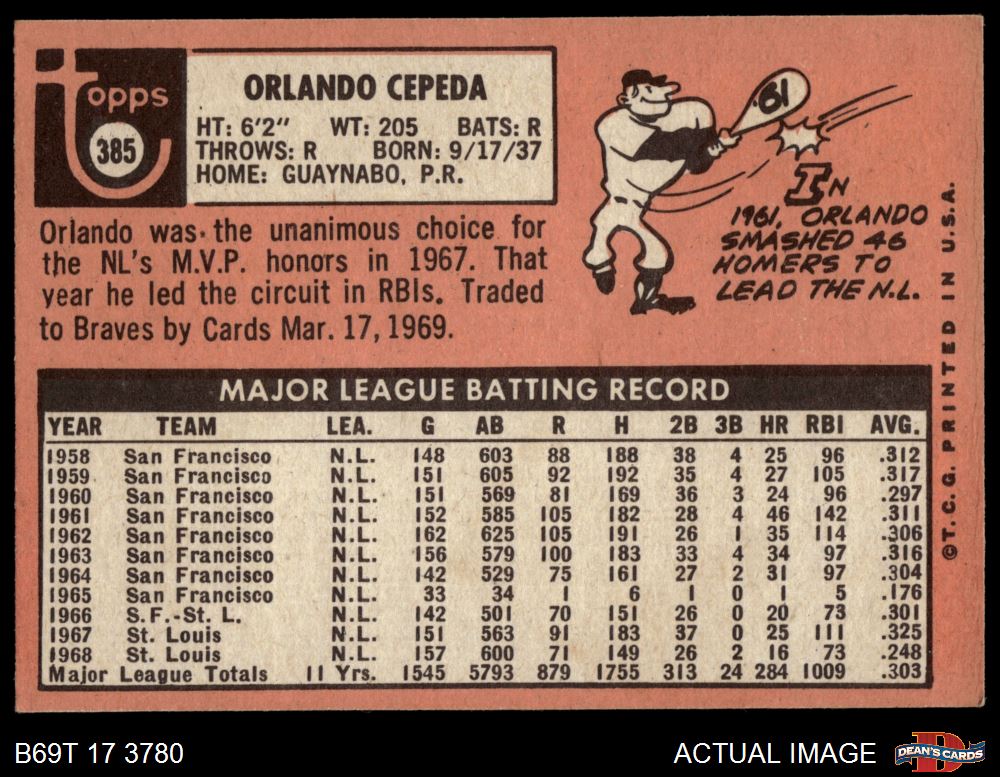 Topps
385
ORLANDO CEPEDA
HT: 6'2" WT: 205 BATS: R
THROWS: R BORN: 9/17/37
HOME: GUAYNABO, P.R.
Orlando was the unanimous choice for
the NL's M.V.P. honors in 1967. That
year he led the circuit in RBIs. Traded
to Braves by Cards Mar. 17, 1969.
'61
IN
1961, ORLANDO
SMASHED 46
HOMERS TO
LEAD THE N.L.
©T.C.G. PRINTED IN U.S.A.
MAJOR LEAGUE BATTING RECORD
YEAR TEAM LEA. G AB R H 2B 3B HR RBI AVG.
1958 San Francisco N.L. 148 603 88 188 38 4 25 96 .312
1959 San Francisco N.L. 151 605 92 192 35 4 27 105 .317
1960 San Francisco N.L. 151 569 81 169 36 3 24 96 .297
1961 San Francisco N.L. 152 585 105 182 28 4 46 142 .311
1962 San Francisco N.L. 162 625 105 191 26 1 35 114 .306
1963 San Francisco N.L. 156 579 100 183 33 4 34 97 .316
1964 San Francisco N.L. 142 529 75 161 27 2 31 97 .304
1965 San Francisco N.L. 33 34 1 6 1 0 1 5 .176
1966 S.F.-St. L. N.L. 142 501 70 151 26 0 20 73 .301
1967 St. Louis N.L. 151 563 91 183 37 0 25 111 .325
1968 St. Louis N.L. 157 600 71 149 26 2 16 73 .248
Major League Totals 11 Yrs. 1545 5793 879 1755 313 24 284 1009 .303
B69T 17 3780
ACTUAL IMAGE
DEAN'S CARDS